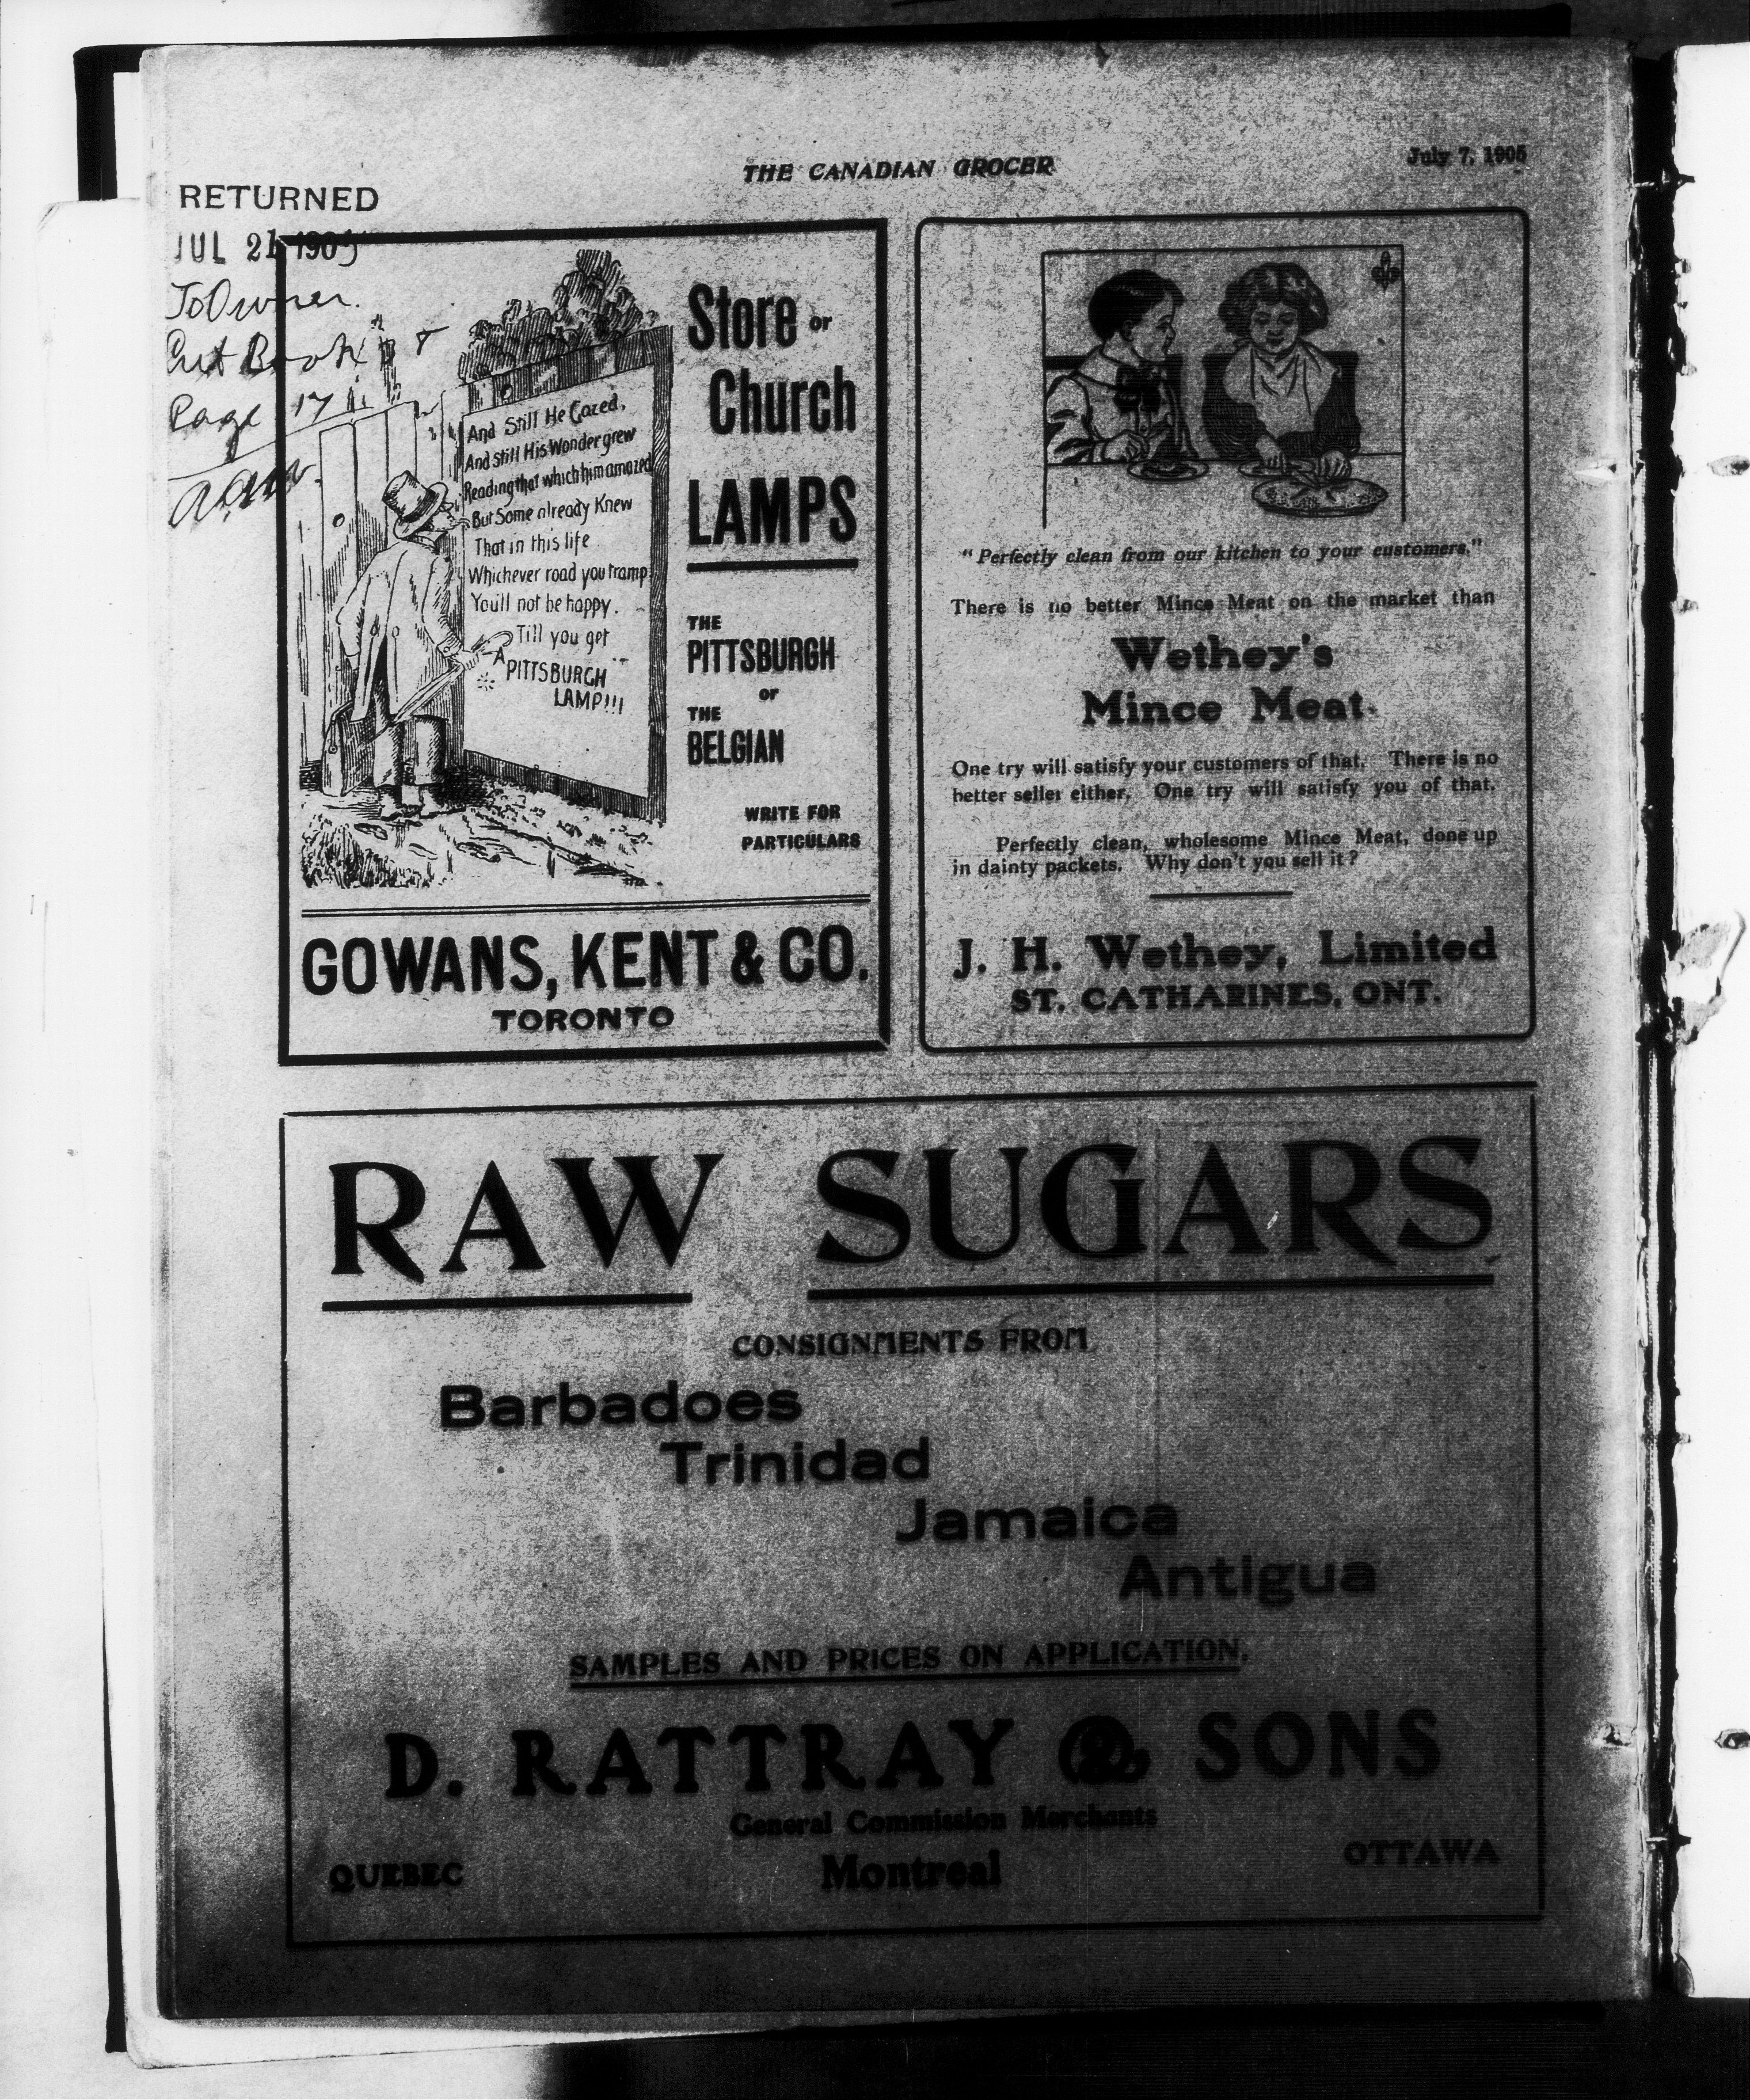 THE CANADIAN GROCER
July 7, 1905
RETURNED
JUL 21 1905
To Owner.
Cut Book
Page 17
Store or
Church
LAMPS
THE
PITTSBURGH
or
THE
BELGIAN
WRITE FOR
PARTICULARS
And Still He Gazed,
And still His Wonder grew
Reading that which him amazed
But Some already Knew
That in this life
Whichever road you tramp
Youll not be happy.
Till you get
A PITTSBURGH
LAMP!!!
GOWANS, KENT & CO.
TORONTO
"Perfectly clean from our kitchen to your customers."
There is no better Mince Meat on the market than
Wethey's
Mince Meat.
One try will satisfy your customers of that. There is no
better seller either. One try will satisfy you of that.
Perfectly clean, wholesome Mince Meat, done up
in dainty packets. Why don't you sell it?
J. H. Wethey, Limited
ST. CATHARINES, ONT.
RAW SUGARS
CONSIGNMENTS FROM
Barbadoes
Trinidad
Jamaica
Antigua
SAMPLES AND PRICES ON APPLICATION.
D. RATTRAY & SONS
General Commission Merchants
QUEBEC
Montreal
OTTAWA